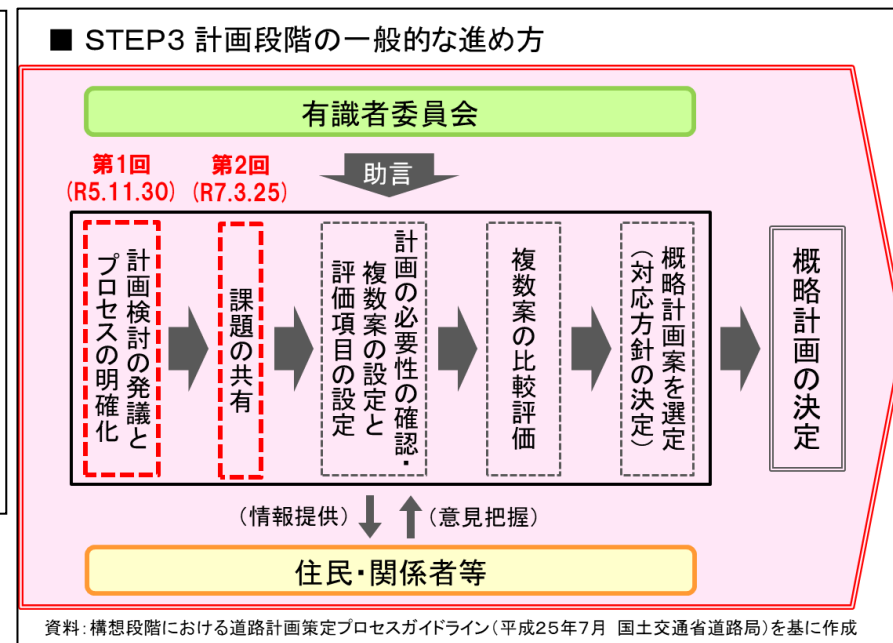 ■ STEP3 計画段階の一般的な進め方
有識者委員会
第1回
(R5.11.30)
第2回
(R7.3.25)
助言
計画検討の発議と
プロセスの明確化
課題の共有
計画の必要性の確認・
複数案の設定と
評価項目の設定
複数案の比較評価
概略計画案を選定
(対応方針の決定)
概略計画の決定
(情報提供)
(意見把握)
住民・関係者等
資料:構想段階における道路計画策定プロセスガイドライン(平成25年7月 国土交通省道路局)を基に作成